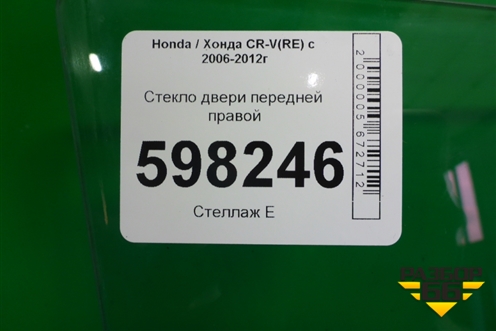 Honda / Хонда CR-V(RE) с
2006-2012г
Стекло двери передней
правой
598246
Стеллаж Е
2000005672712